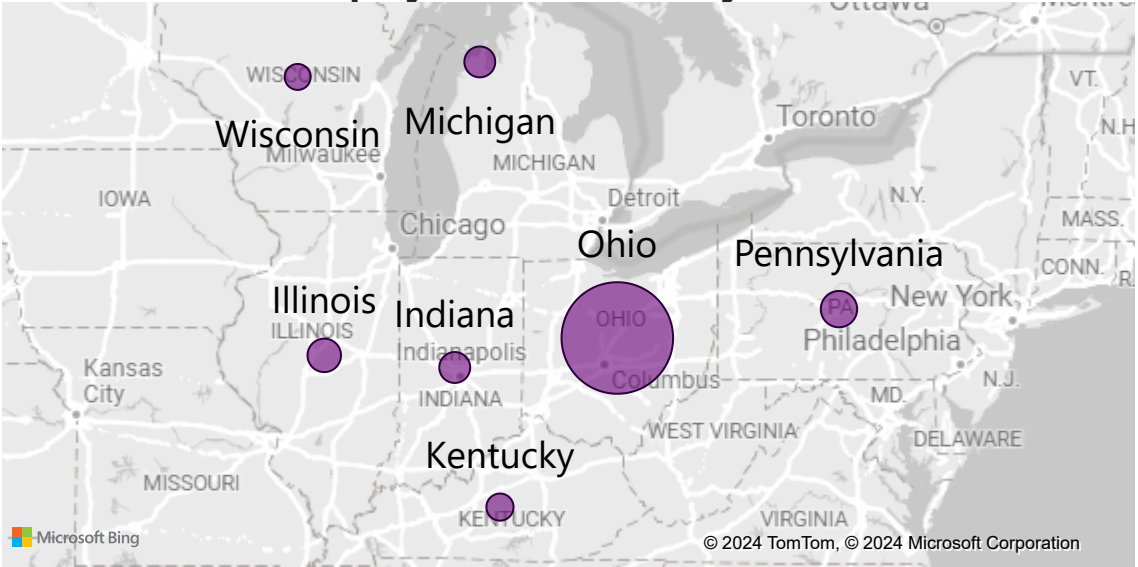 Ottawa
WISCONSIN
VT.
Toronto
Michigan
N.H
Wisconsin
Milwaukee
MICHIGAN
IOWA
Detroit
N.Y.
MASS.
Chicago
Ohio
Pennsylvania
CONN.
R.
Illinois
Indiana
PA
New York
OHIO
ILLINOIS
Philadelphia
Indianapolis
Kansas
City
Columbus
N.J.
INDIANA
MD.
WEST VIRGINIA
DELAWARE
Kentucky
MISSOURI
KENTUCKY
VIRGINIA
Microsoft Bing
© 2024 TomTom, © 2024 Microsoft Corporation